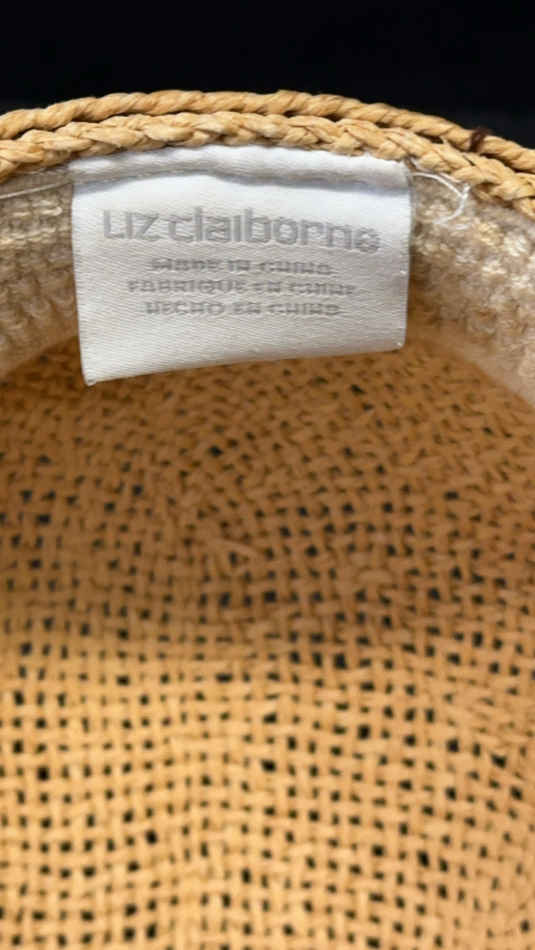 Liz claiborne
MADE IN CHINA
FABRIQUE EN CHINE
HECHO EN CHINA